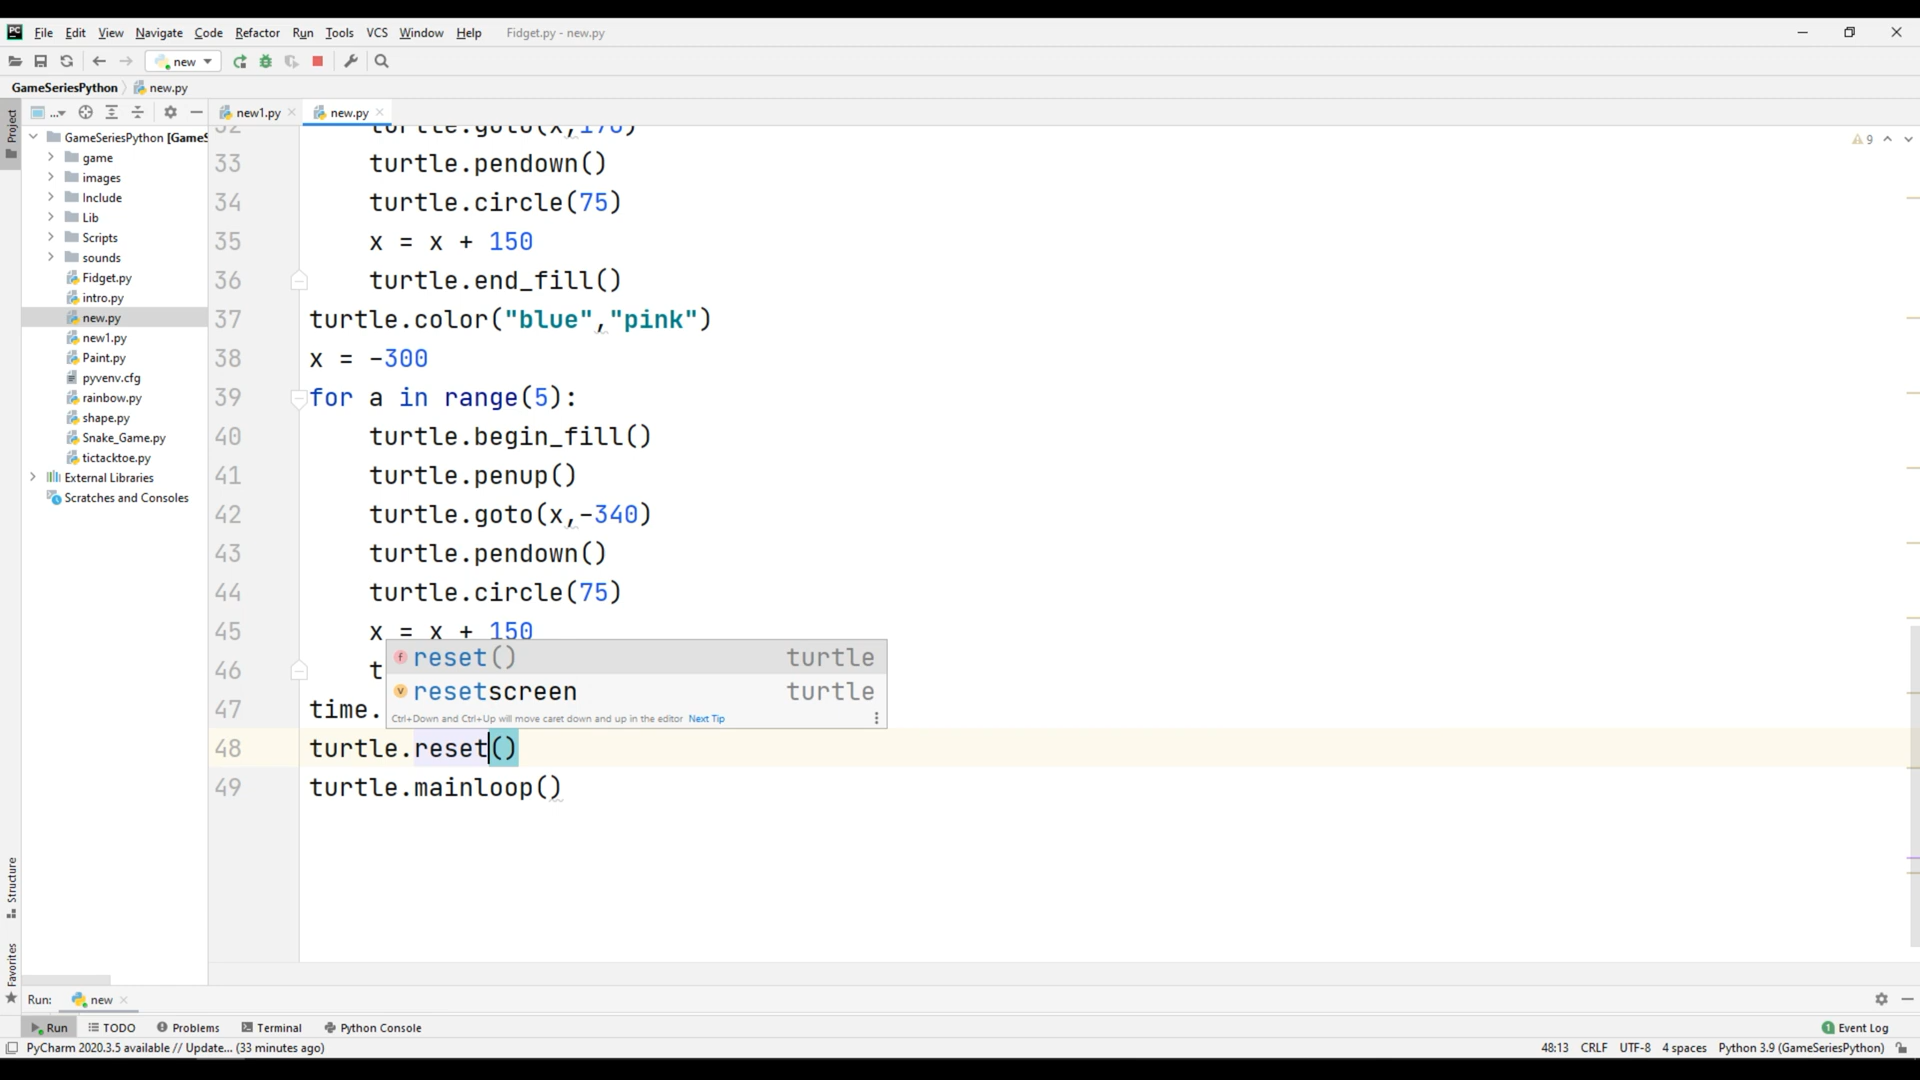 PC File Edit View Navigate Code Refactor Run Tools VCS Window Help Fidget.py - new.py
new
GameSeriesPython new.py
Project
... new1.py new.py
GameSeriesPython [GameS
game
images
Include
Lib
Scripts
sounds
Fidget.py
intro.py
new.py
new1.py
Paint.py
pyvenv.cfg
rainbow.py
shape.py
Snake_Game.py
tictacktoe.py
External Libraries
Scratches and Consoles
9
32 turtle.goto(x,170)
33 turtle.pendown()
34 turtle.circle(75)
35 x = x + 150
36 turtle.end_fill()
37 turtle.color("blue","pink")
38 x = -300
39 for a in range(5):
40 turtle.begin_fill()
41 turtle.penup()
42 turtle.goto(x,-340)
43 turtle.pendown()
44 turtle.circle(75)
45 x = x + 150
46 t
47 time.
48 turtle.reset()
49 turtle.mainloop()
f reset() turtle
v resetscreen turtle
Ctrl+Down and Ctrl+Up will move caret down and up in the editor Next Tip
Structure
Favorites
Run: new
Run TODO Problems Terminal Python Console 1 Event Log
PyCharm 2020.3.5 available // Update... (33 minutes ago) 48:13 CRLF UTF-8 4 spaces Python 3.9 (GameSeriesPython)